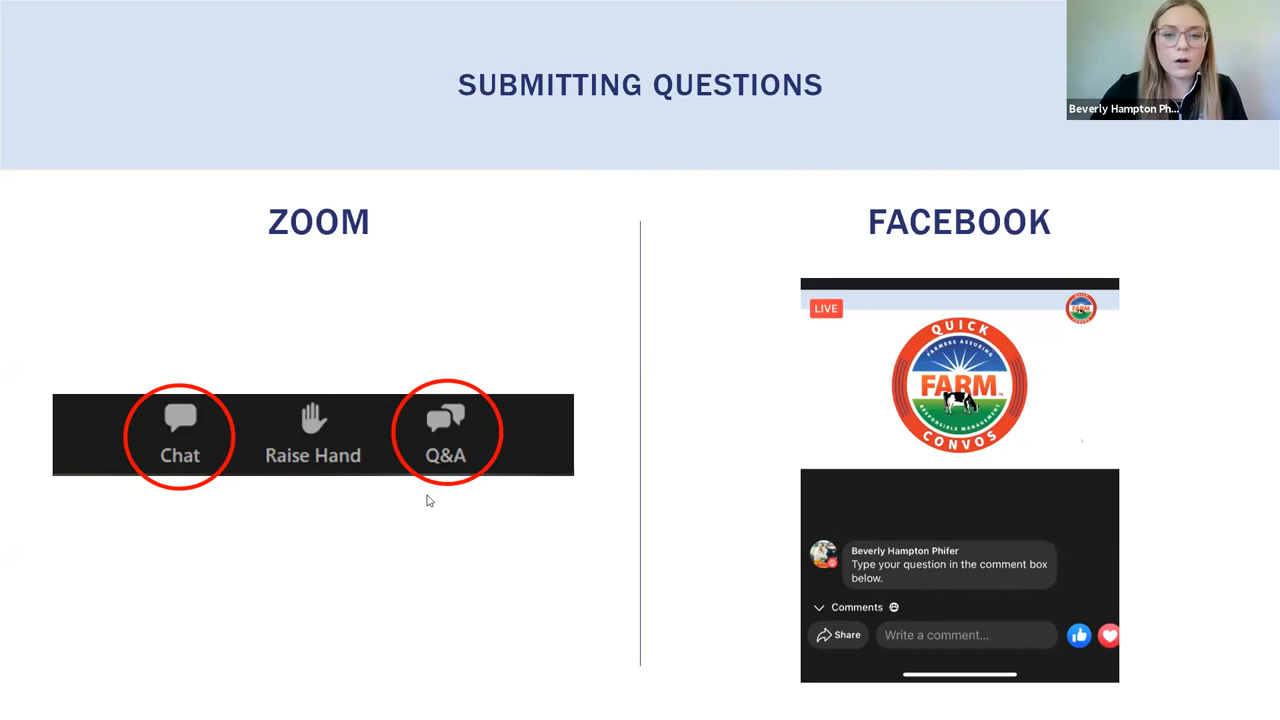 SUBMITTING QUESTIONS
Beverly Hampton Ph...
ZOOM
FACEBOOK
Chat
Raise Hand
Q&A
LIVE
FARM
QUICK
FARMERS ASSURING
FARM
RESPONSIBLE MANAGEMENT
CONVOS
Beverly Hampton Phifer
Type your question in the comment box
below.
Comments
Share
Write a comment...